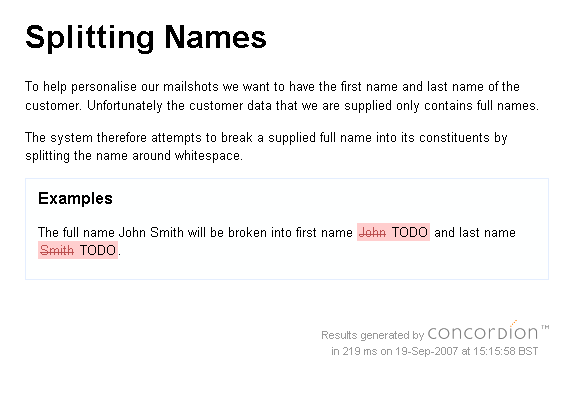 Splitting Names
To help personalise our mailshots we want to have the first name and last name of the
customer. Unfortunately the customer data that we are supplied only contains full names.
The system therefore attempts to break a supplied full name into its constituents by
splitting the name around whitespace.
Examples
The full name John Smith will be broken into first name John TODO and last name
Smith TODO.
Results generated by concordion™
in 219 ms on 19-Sep-2007 at 15:15:58 BST